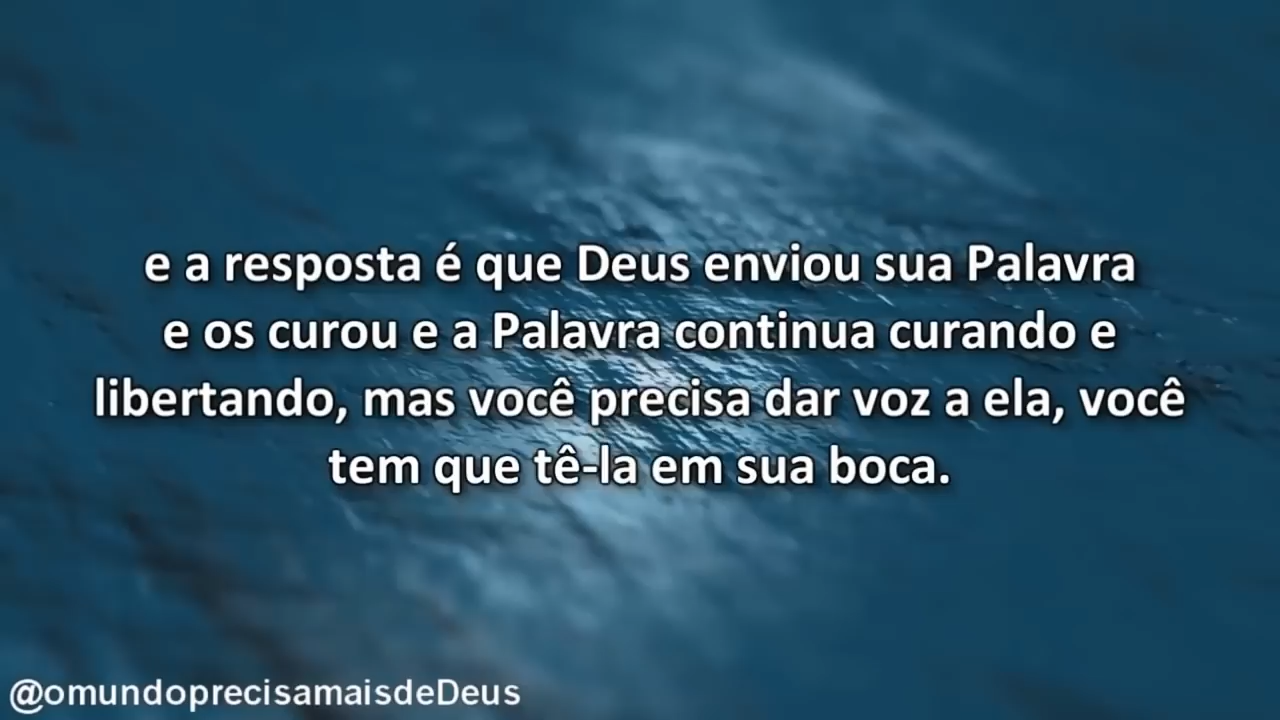 e a resposta é que Deus enviou sua Palavra
e os curou e a Palavra continua curando e
libertando, mas você precisa dar voz a ela, você
tem que tê-la em sua boca.
@omundoprecisamaisdeDeus